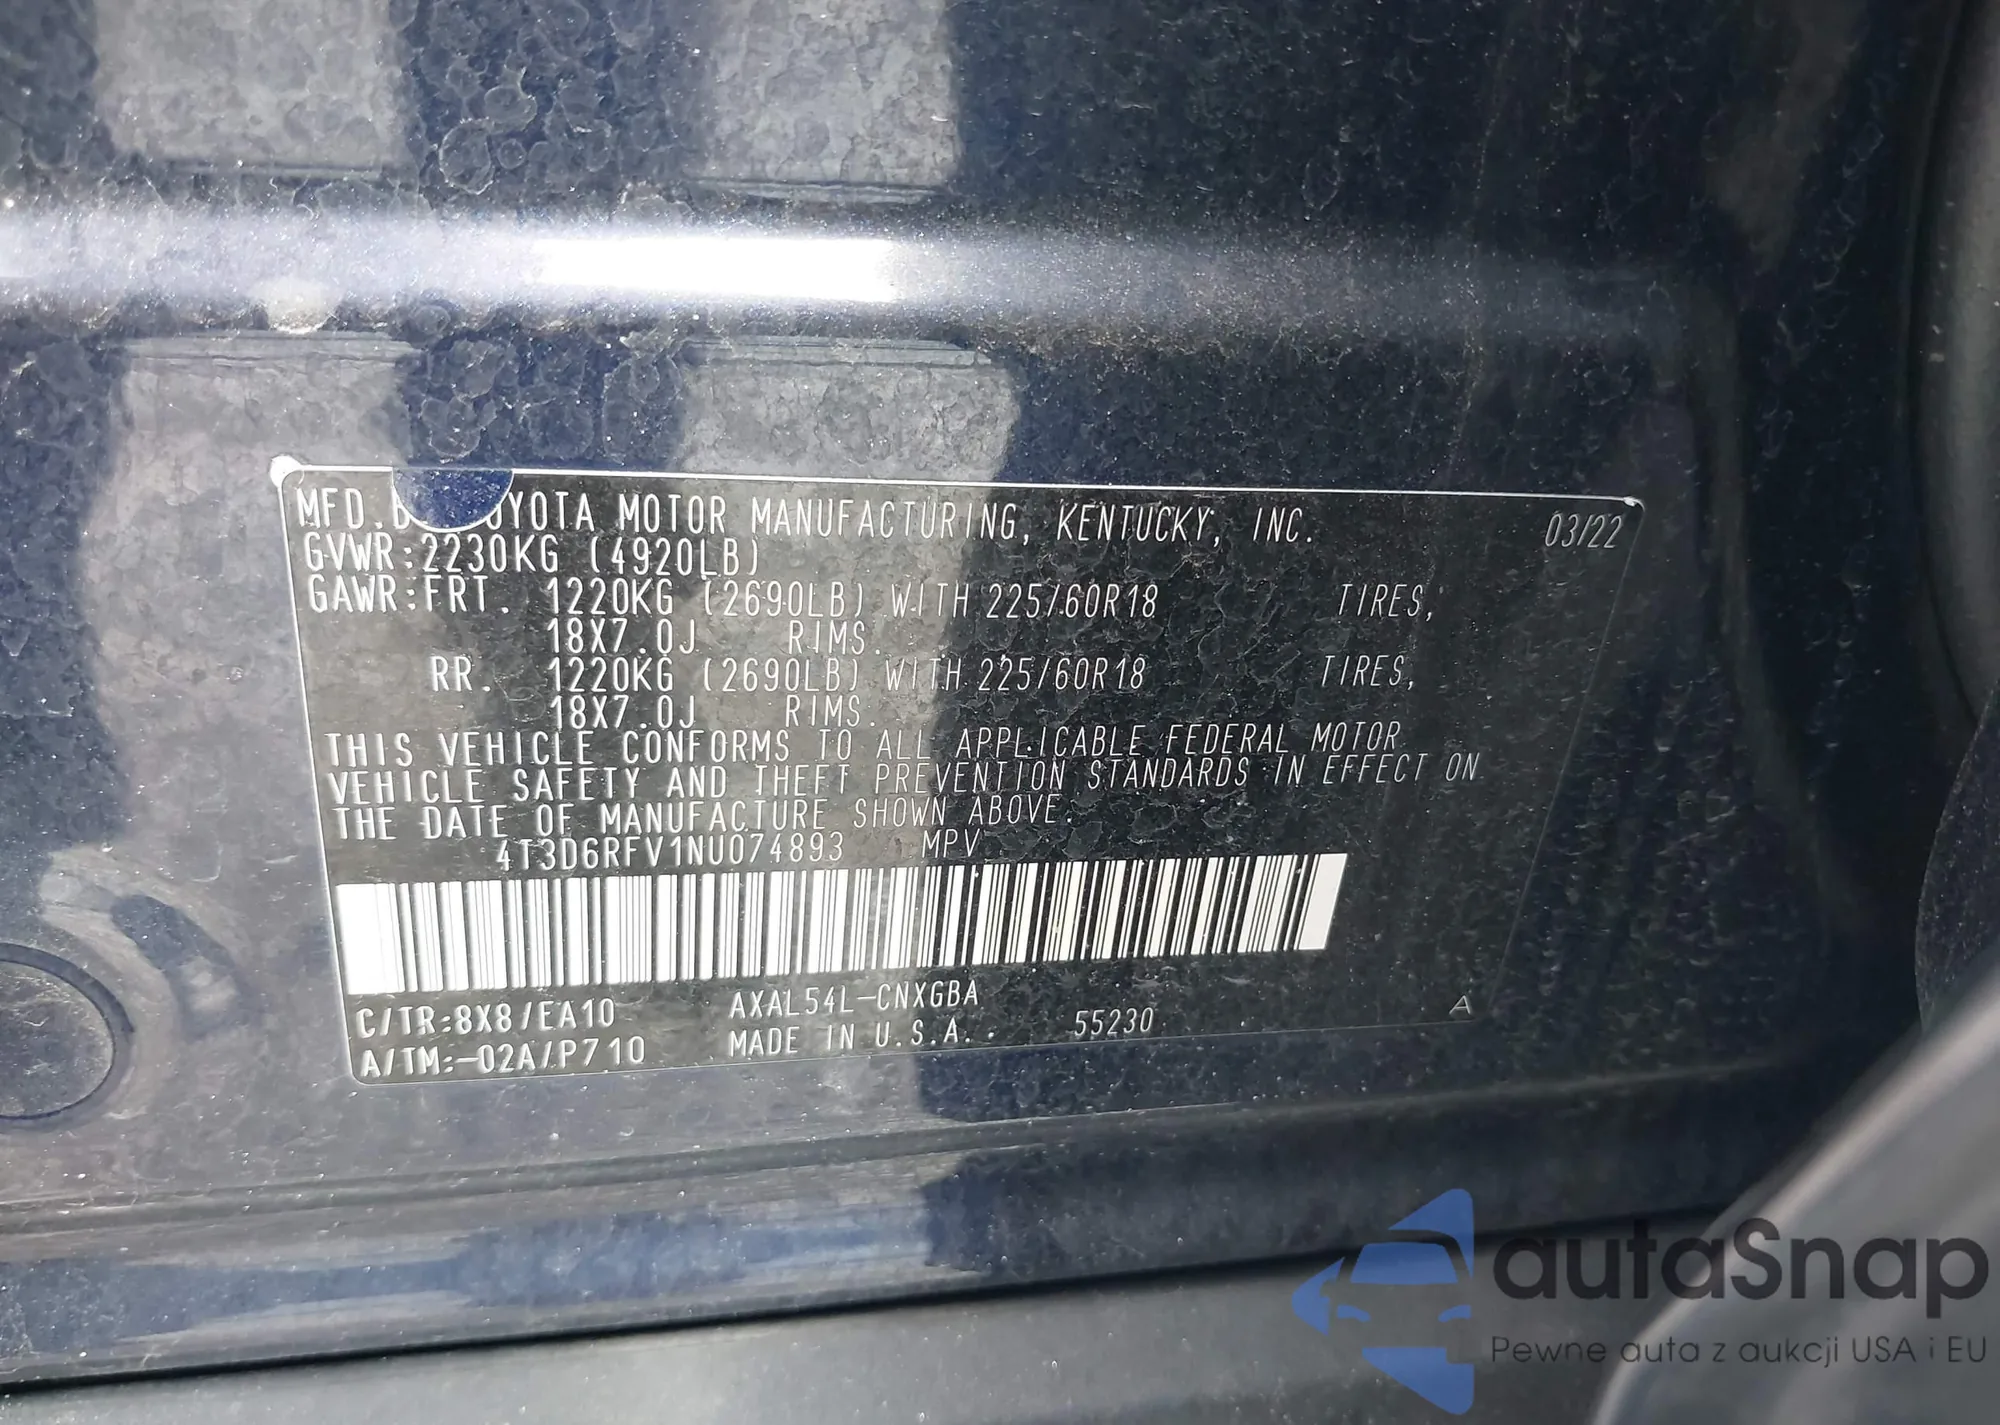 MFD. B OYOTA MOTOR MANUFACTURING, KENTUCKY, INC. 03/22
GVWR:2230KG (4920LB)
GAWR:FRT. 1220KG (2690LB) WITH 225/60R18 TIRES,
18X7.0J RIMS.
RR. 1220KG (2690LB) WITH 225/60R18 TIRES,
18X7.0J RIMS.
THIS VEHICLE CONFORMS TO ALL APPLICABLE FEDERAL MOTOR
VEHICLE SAFETY AND THEFT PREVENTION STANDARDS IN EFFECT ON
THE DATE OF MANUFACTURE SHOWN ABOVE.
4T3D6RFV1NU074893 MPV
C/TR:8X8/EA10 AXAL54L-CNXGBA A
A/TM:-02A/P710 MADE IN U.S.A. 55230
autaSnap
Pewne auta z aukcji USA i EU